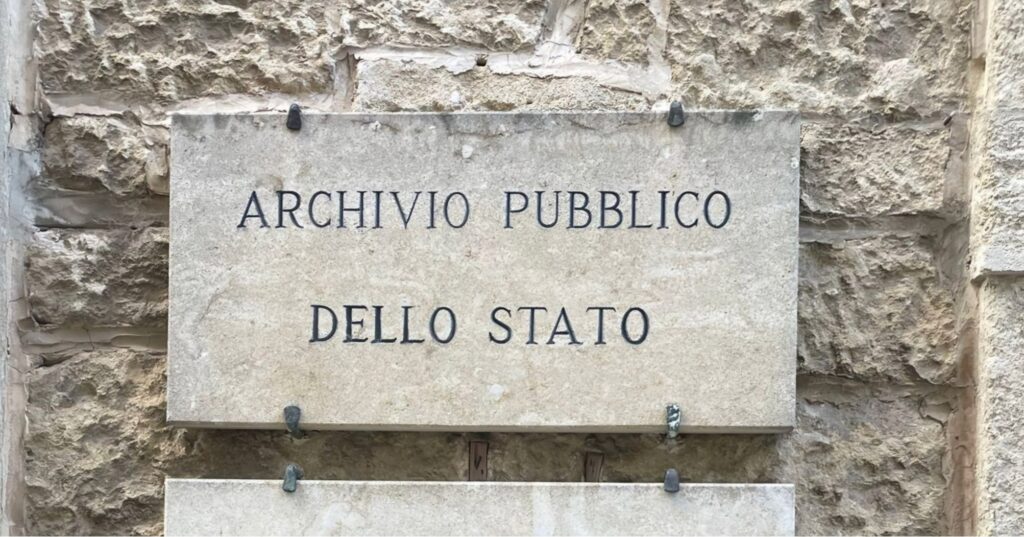 ARCHIVIO PUBBLICO
DELLO STATO